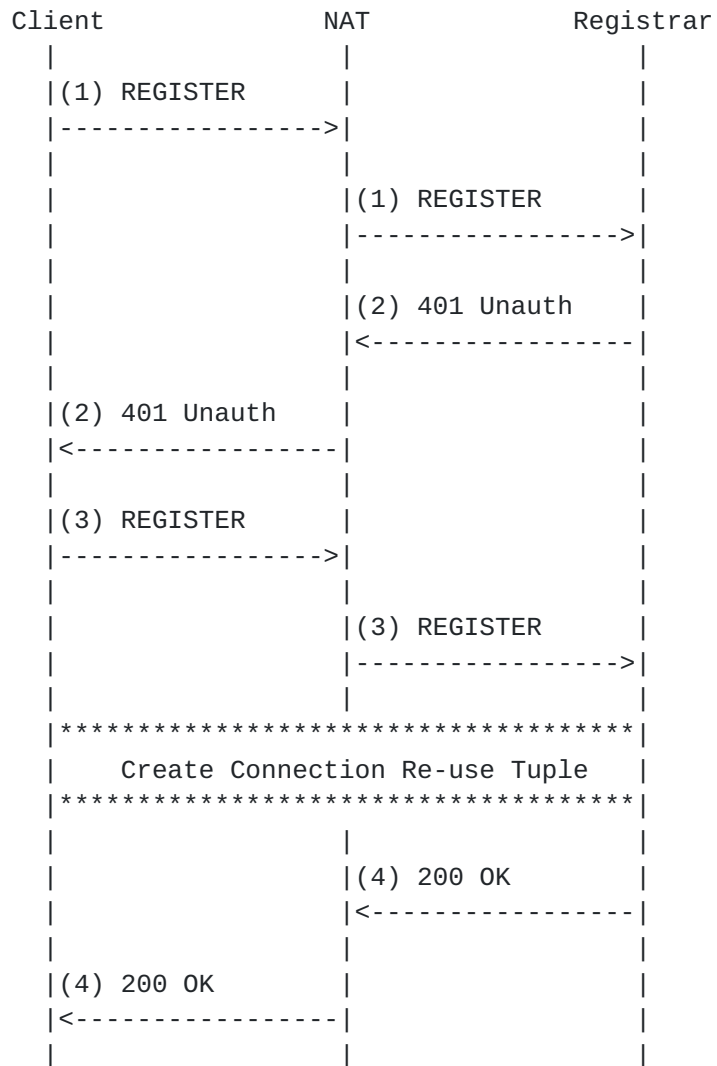 Client NAT Registrar
(1) REGISTER
(1) REGISTER
(2) 401 Unauth
(2) 401 Unauth
(3) REGISTER
(3) REGISTER
*************************************
Create Connection Re-use Tuple
*************************************
(4) 200 OK
(4) 200 OK